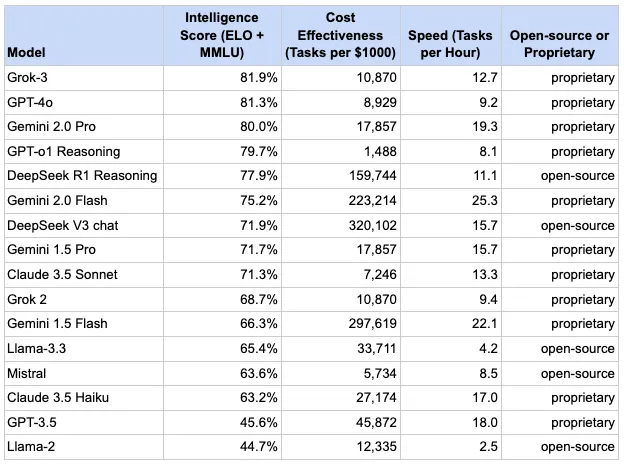 Model Intelligence Score (ELO + MMLU) Cost Effectiveness (Tasks per $1000) Speed (Tasks per Hour) Open-source or Proprietary
Grok-3 81.9% 10,870 12.7 proprietary
GPT-4o 81.3% 8,929 9.2 proprietary
Gemini 2.0 Pro 80.0% 17,857 19.3 proprietary
GPT-o1 Reasoning 79.7% 1,488 8.1 proprietary
DeepSeek R1 Reasoning 77.9% 159,744 11.1 open-source
Gemini 2.0 Flash 75.2% 223,214 25.3 proprietary
DeepSeek V3 chat 71.9% 320,102 15.7 open-source
Gemini 1.5 Pro 71.7% 17,857 15.7 proprietary
Claude 3.5 Sonnet 71.3% 7,246 13.3 proprietary
Grok 2 68.7% 10,870 9.4 proprietary
Gemini 1.5 Flash 66.3% 297,619 22.1 proprietary
Llama-3.3 65.4% 33,711 4.2 open-source
Mistral 63.6% 5,734 8.5 open-source
Claude 3.5 Haiku 63.2% 27,174 17.0 proprietary
GPT-3.5 45.6% 45,872 18.0 proprietary
Llama-2 44.7% 12,335 2.5 open-source